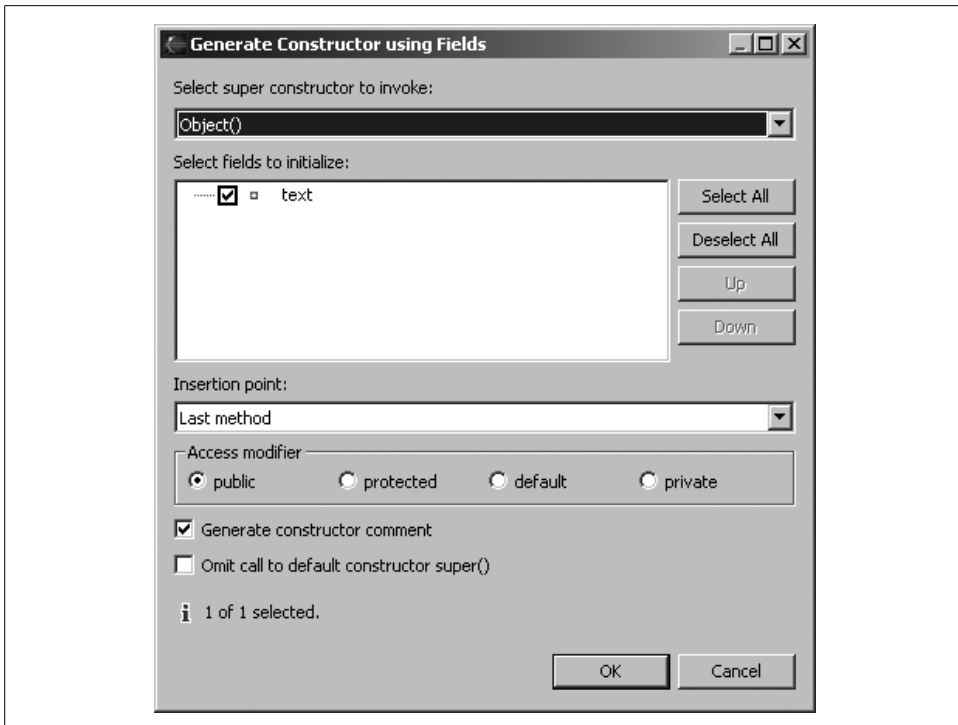 Generate Constructor using Fields
Select super constructor to invoke:
Object()
Select fields to initialize:
text
Select All
Deselect All
Up
Down
Insertion point:
Last method
Access modifier
public protected default private
Generate constructor comment
Omit call to default constructor super()
1 of 1 selected.
OK Cancel